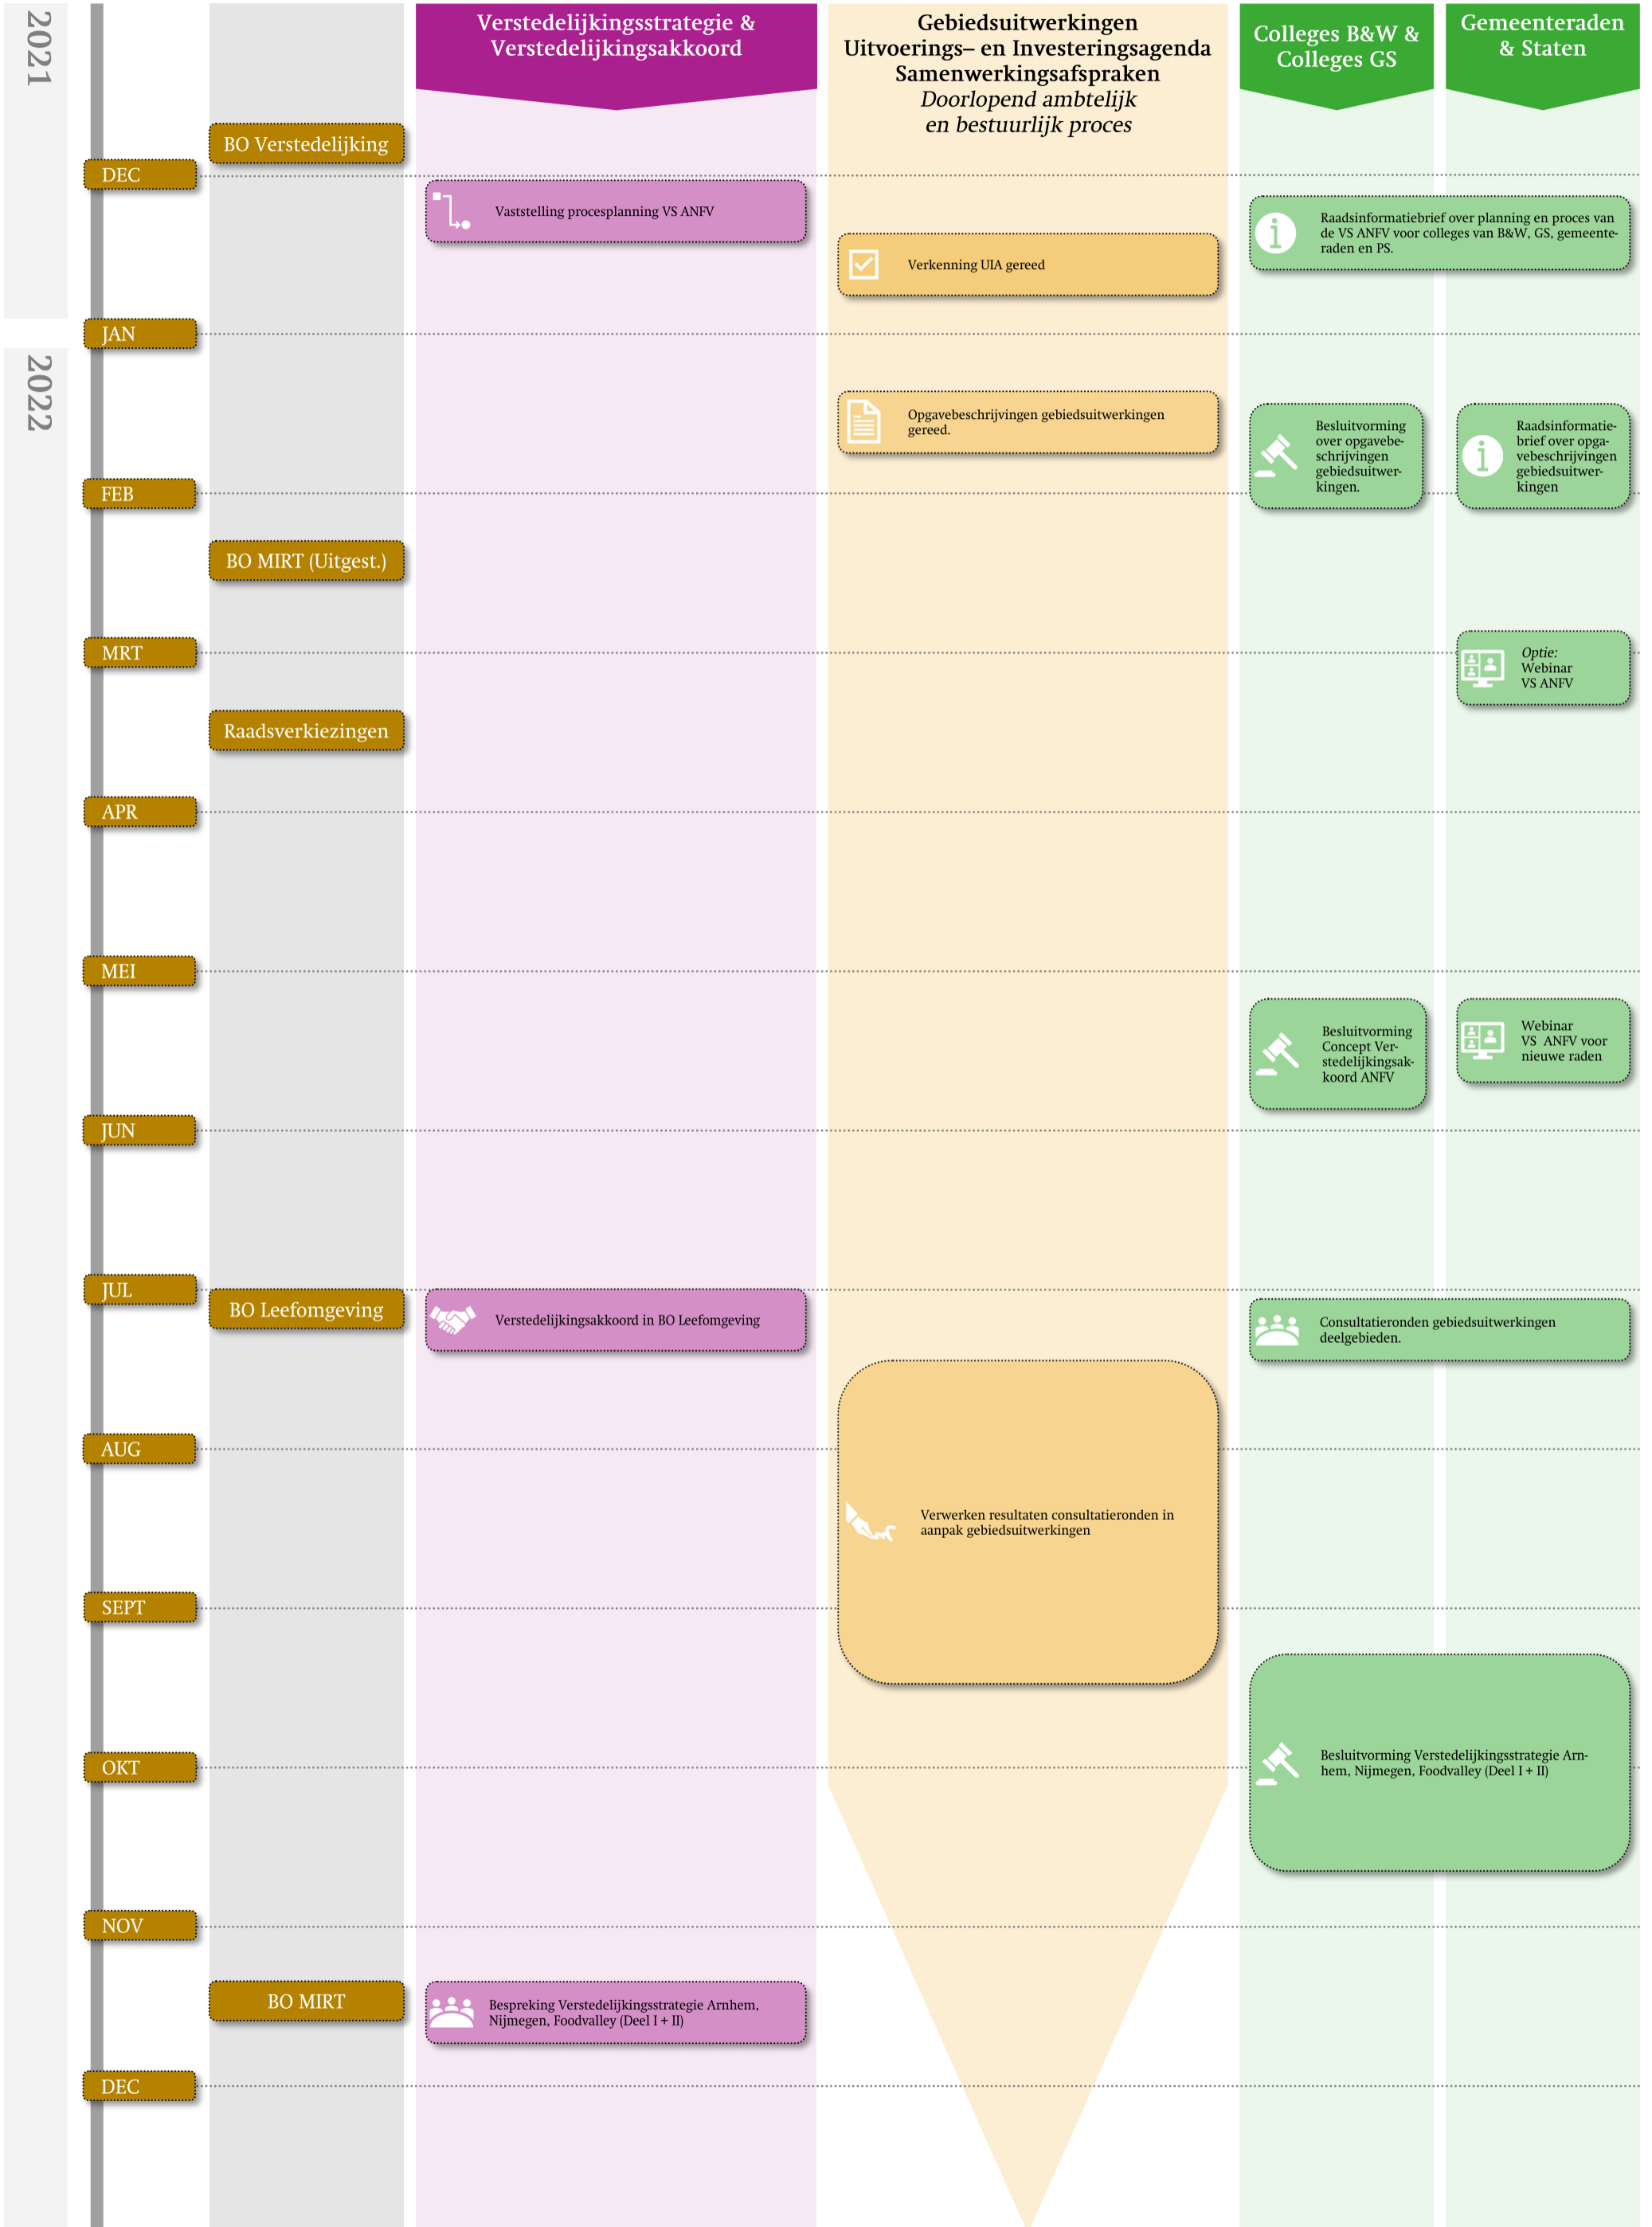 2021
2022
Verstedelijkingsstrategie &
Verstedelijkingsakkoord
Gebiedsuitwerkingen
Uitvoerings– en Investeringsagenda
Samenwerkingsafspraken
Doorlopend ambtelijk
en bestuurlijk proces
Colleges B&W &
Colleges GS
Gemeenteraden
& Staten
BO Verstedelijking
DEC
Vaststelling procesplanning VS ANFV
Raadsinformatiebrief over planning en proces van
de VS ANFV voor colleges van B&W, GS, gemeente-
raden en PS.
Verkenning UIA gereed
JAN
Opgavebeschrijvingen gebiedsuitwerkingen
gereed.
Besluitvorming
over opgavebe-
schrijvingen
gebiedsuitwer-
kingen.
Raadsinformatie-
brief over opga-
vebeschrijvingen
gebiedsuitwer-
kingen
FEB
BO MIRT (Uitgest.)
MRT
Optie:
Webinar
VS ANFV
Raadsverkiezingen
APR
MEI
Besluitvorming
Concept Ver-
stedelijkingsak-
koord ANFV
Webinar
VS ANFV voor
nieuwe raden
JUN
JUL
BO Leefomgeving
Verstedelijkingsakkoord in BO Leefomgeving
Consultatieronden gebiedsuitwerkingen
deelgebieden.
AUG
Verwerken resultaten consultatieronden in
aanpak gebiedsuitwerkingen
SEPT
OKT
Besluitvorming Verstedelijkingsstrategie Arn-
hem, Nijmegen, Foodvalley (Deel I + II)
NOV
BO MIRT
Bespreking Verstedelijkingsstrategie Arnhem,
Nijmegen, Foodvalley (Deel I + II)
DEC